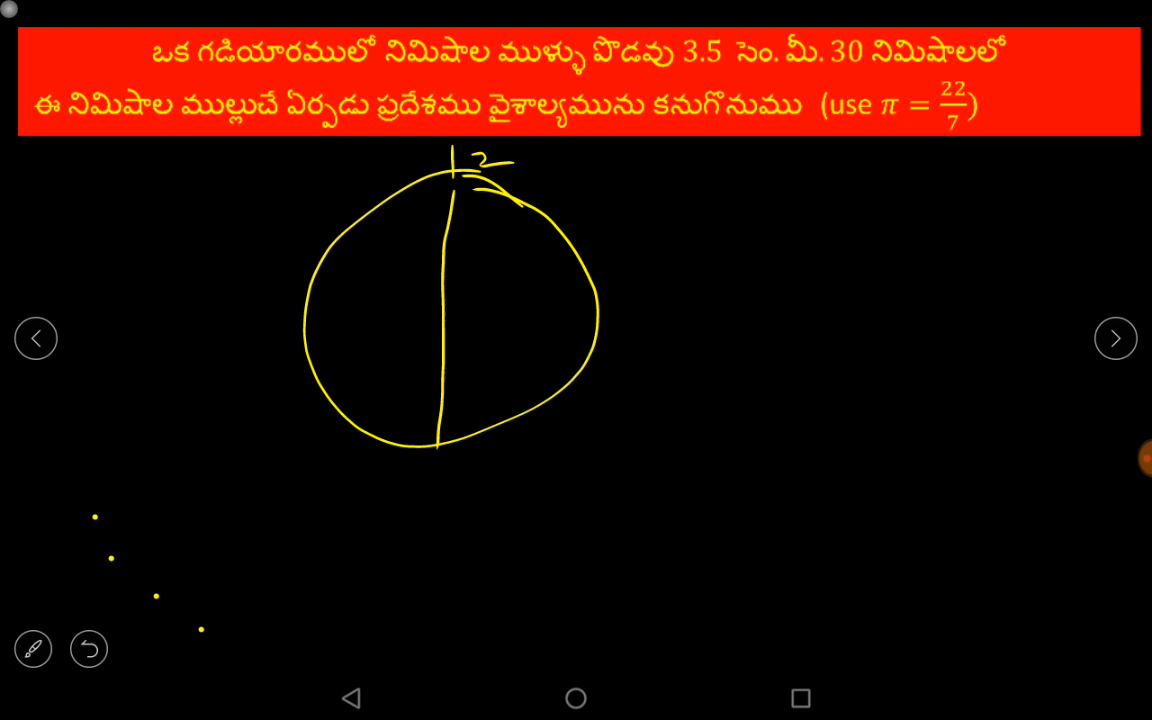 ఒక గడియారములో నిమిషాల ముళ్ళు పొడవు 3.5 సెం. మీ. 30 నిమిషాలలో
ఈ నిమిషాల ముల్లుచే ఏర్పడు ప్రదేశము వైశాల్యమును కనుగొనుము (use π = 22/7)
12